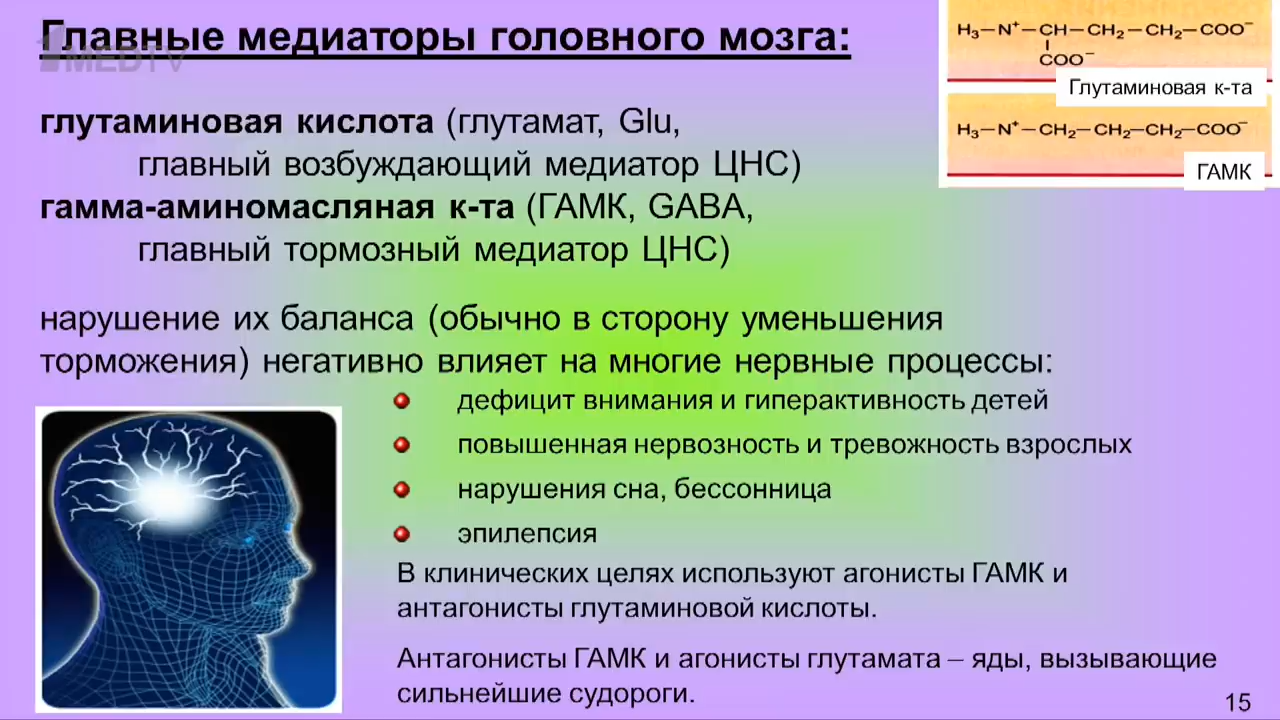 Главные медиаторы головного мозга:
1MEDTV
H₃–N⁺–CH–CH₂–CH₂–COO⁻
COO⁻
Глутаминовая к-та
H₃–N⁺–CH₂–CH₂–CH₂–COO⁻
ГАМК
глутаминовая кислота (глутамат, Glu,
главный возбуждающий медиатор ЦНС)
гамма-аминомасляная к-та (ГАМК, GABA,
главный тормозный медиатор ЦНС)
нарушение их баланса (обычно в сторону уменьшения
торможения) негативно влияет на многие нервные процессы:
дефицит внимания и гиперактивность детей
повышенная нервозность и тревожность взрослых
нарушения сна, бессонница
эпилепсия
В клинических целях используют агонисты ГАМК и
антагонисты глутаминовой кислоты.
Антагонисты ГАМК и агонисты глутамата – яды, вызывающие
сильнейшие судороги.
15